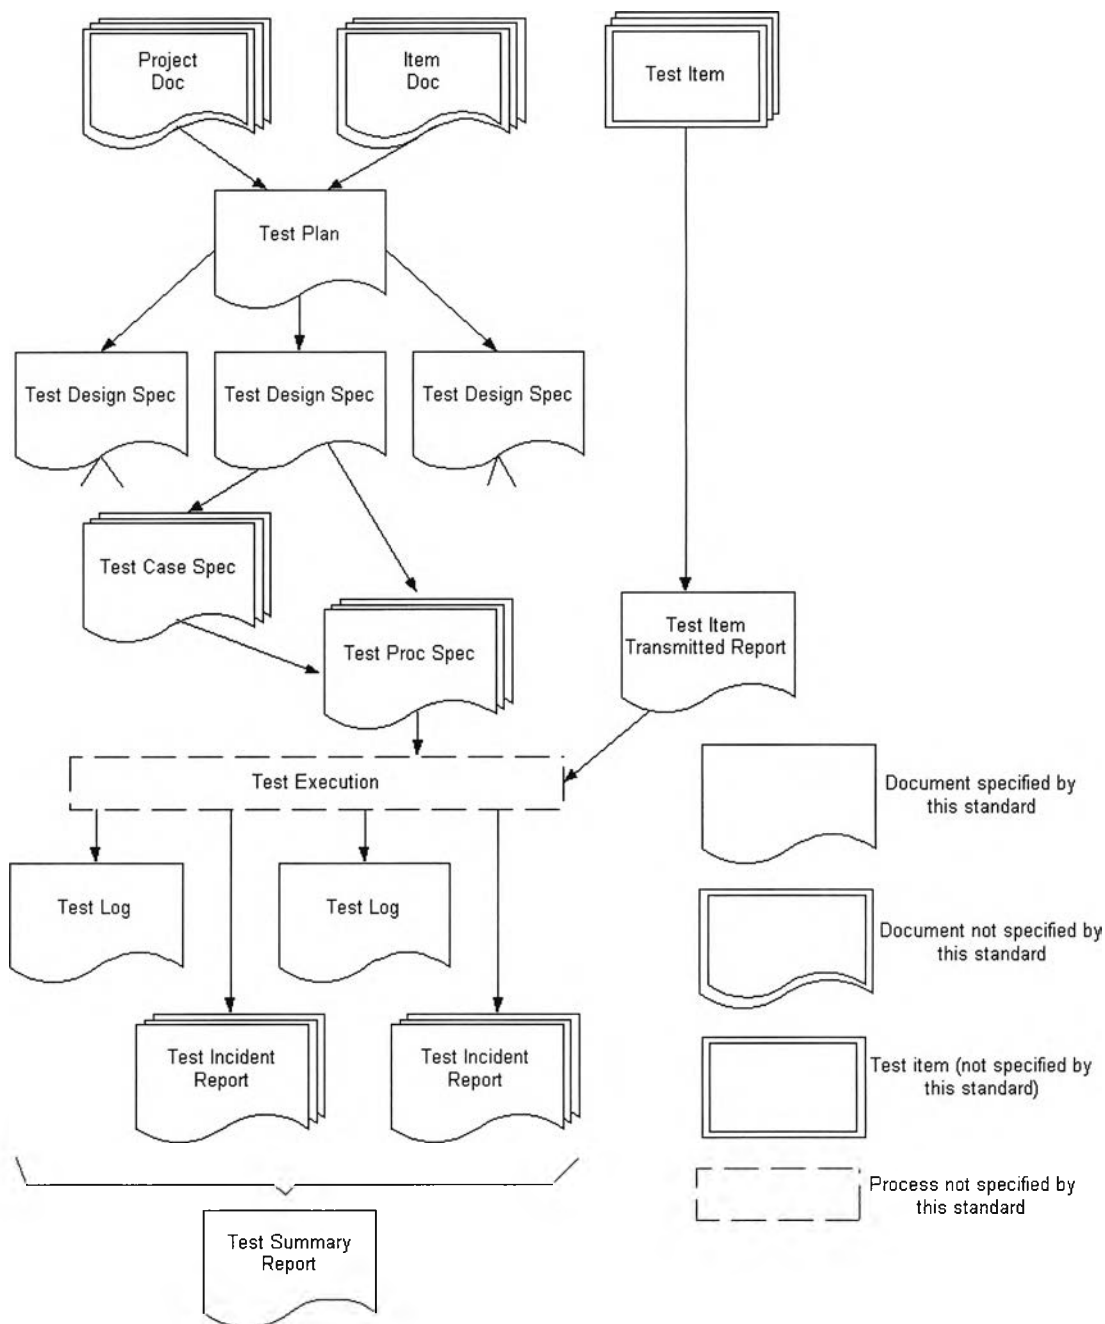 Project
Doc
Item
Doc
Test Item
Test Plan
Test Design Spec
Test Design Spec
Test Design Spec
Test Case Spec
Test Proc Spec
Test Item
Transmitted Report
Test Execution
Document specified by
this standard
Test Log
Test Log
Document not specified by
this standard
Test Incident
Report
Test Incident
Report
Test item (not specified by
this standard)
Process not specified by
this standard
Test Summary
Report